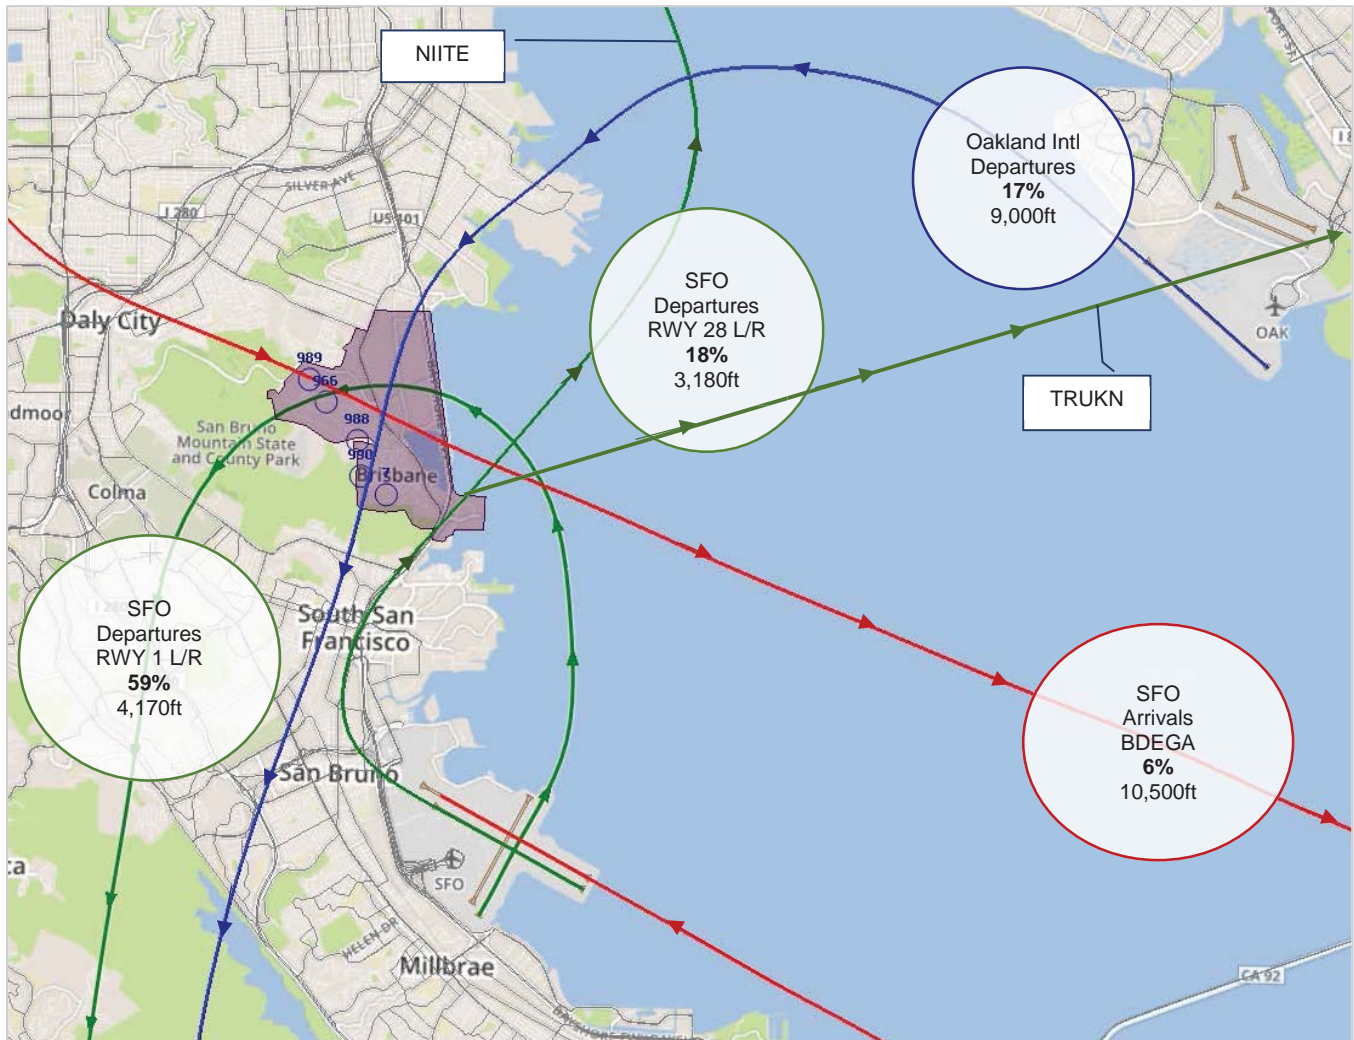 NIITE
Oakland Intl
Departures
17%
9,000ft
SILVER AVE
I 280
US 101
SFO
Departures
RWY 28 L/R
18%
3,180ft
OAK
Daly City
989
966
TRUKN
988
San Bruno
Mountain State
and County Park
990
7
Brisbane
Colma
South San
Francisco
SFO
Departures
RWY 1 L/R
59%
4,170ft
SFO
Arrivals
BDEGA
6%
10,500ft
San Bruno
SFO
HELEN DR
Millbrae
CA 92